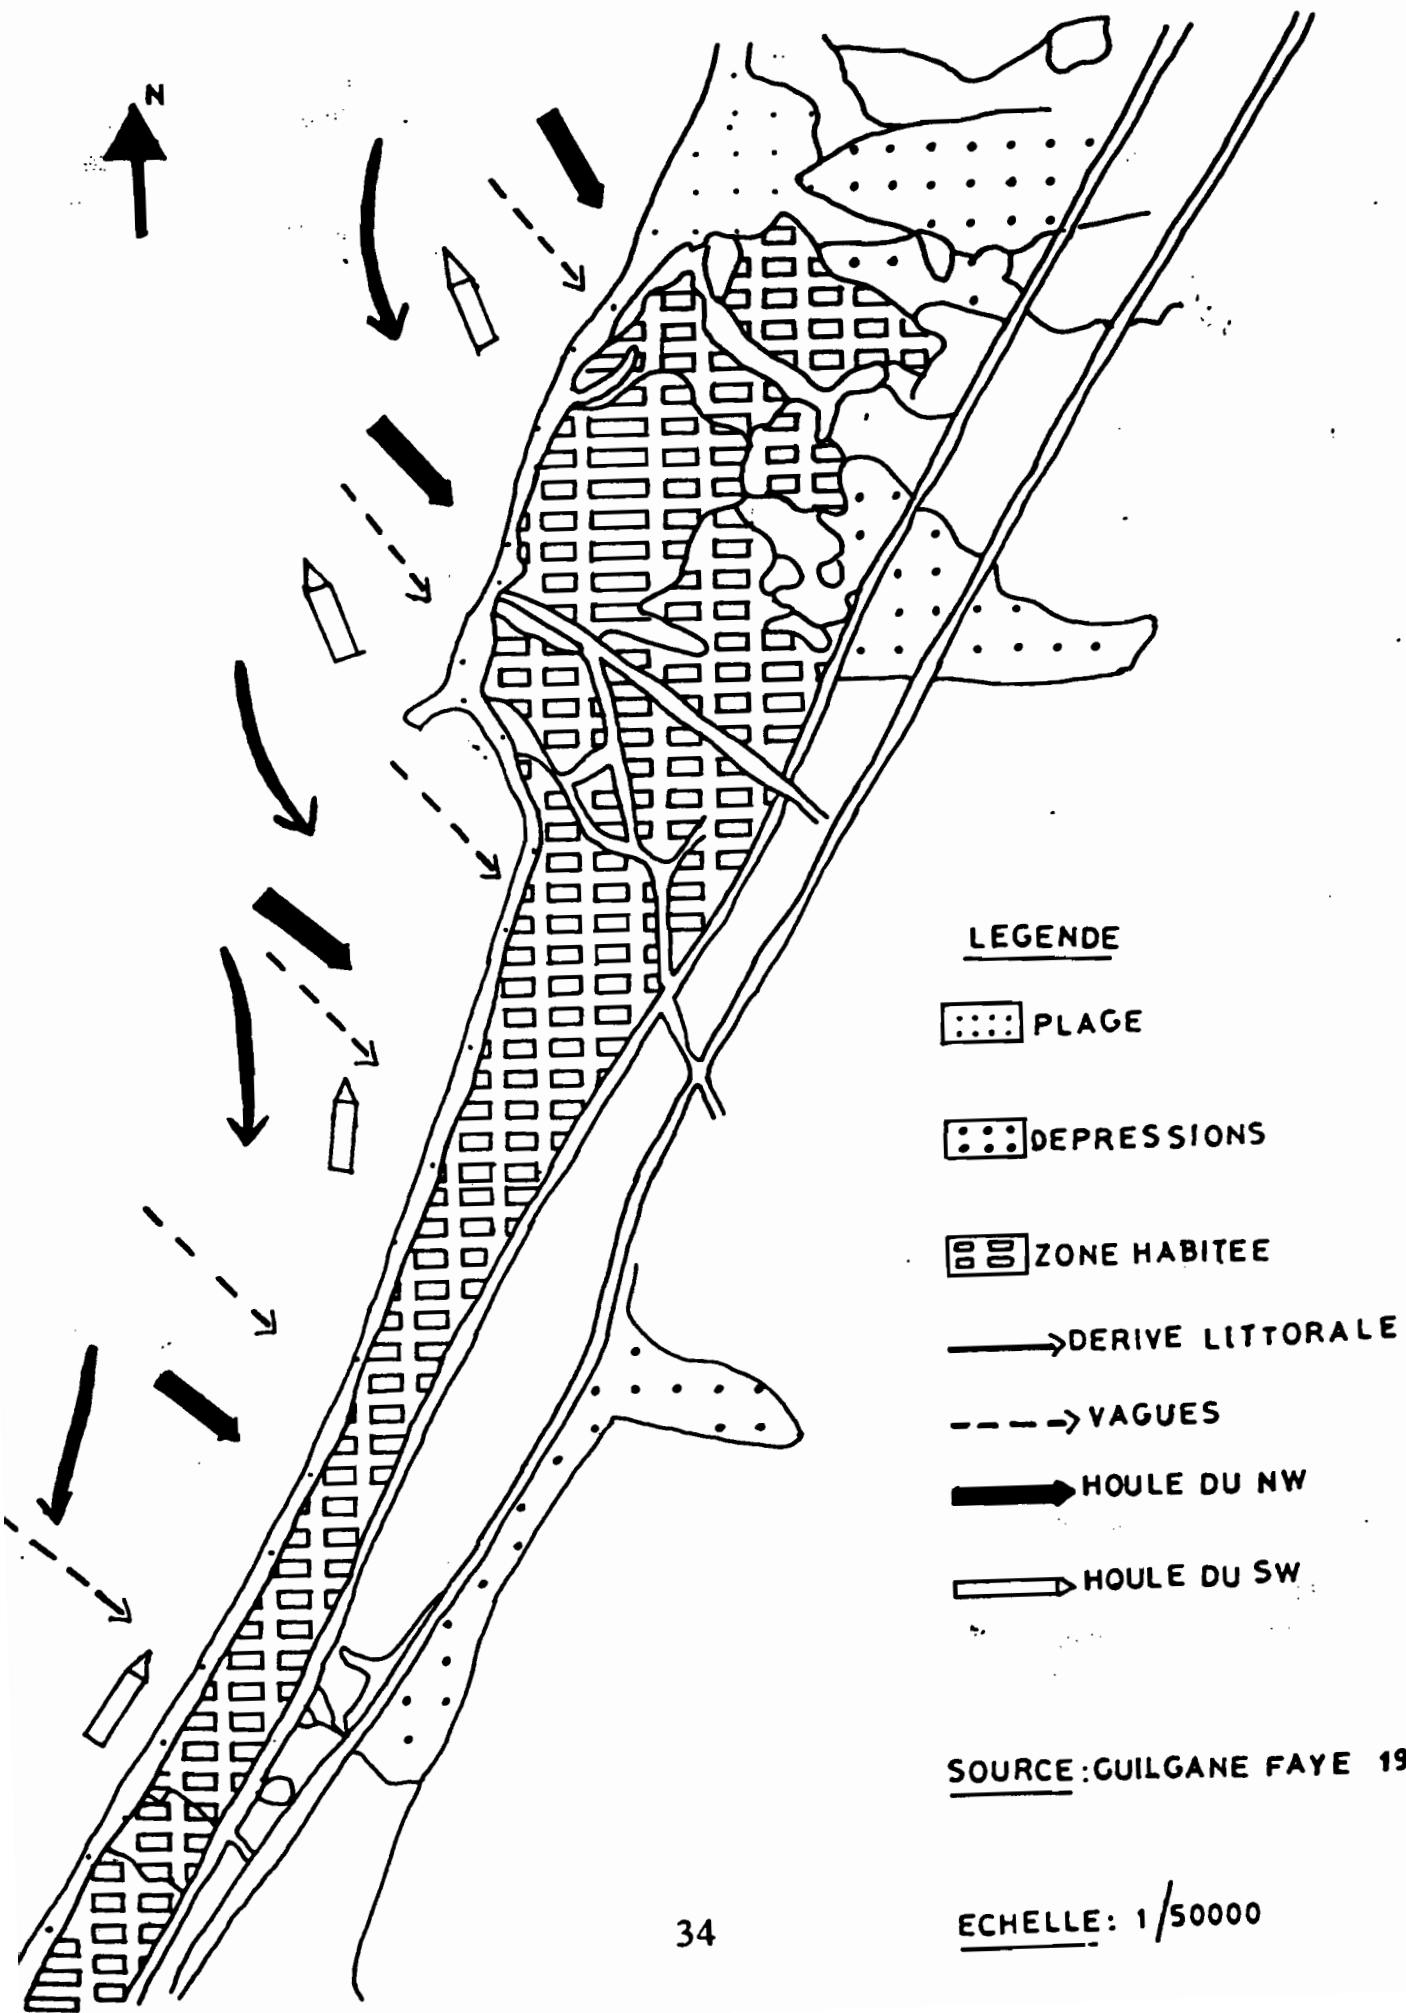 N
LEGENDE
PLAGE
DEPRESSIONS
ZONE HABITEE
DERIVE LITTORALE
VAGUES
HOULE DU NW
HOULE DU SW
SOURCE: GUILGANE FAYE 19
ECHELLE: 1/50000
34